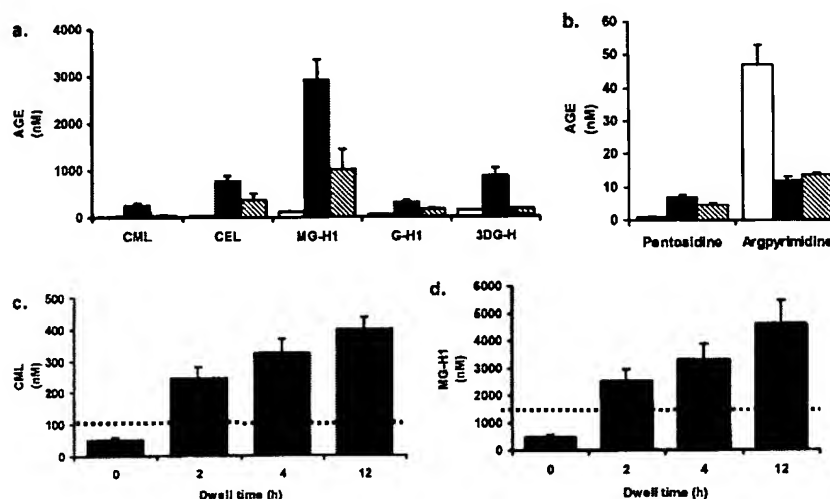 a.
AGE
(nM)
4000
3000
2000
1000
0
CML CEL MG-H1 G-H1 3DG-H
b.
AGE
(nM)
60
50
40
30
20
10
0
Pentosidine Argpyrimidine
c.
CML
(nM)
500
400
300
200
100
0
0 2 4 12
Dwell time (h)
d.
MG-H1
(nM)
6000
5000
4000
3000
2000
1000
0
0 2 4 12
Dwell time (h)